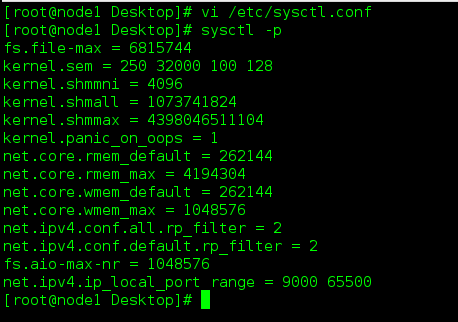 [root@node1 Desktop]# vi /etc/sysctl.conf
[root@node1 Desktop]# sysctl -p
fs.file-max = 6815744
kernel.sem = 250 32000 100 128
kernel.shmmni = 4096
kernel.shmall = 1073741824
kernel.shmmax = 4398046511104
kernel.panic_on_oops = 1
net.core.rmem_default = 262144
net.core.rmem_max = 4194304
net.core.wmem_default = 262144
net.core.wmem_max = 1048576
net.ipv4.conf.all.rp_filter = 2
net.ipv4.conf.default.rp_filter = 2
fs.aio-max-nr = 1048576
net.ipv4.ip_local_port_range = 9000 65500
[root@node1 Desktop]#